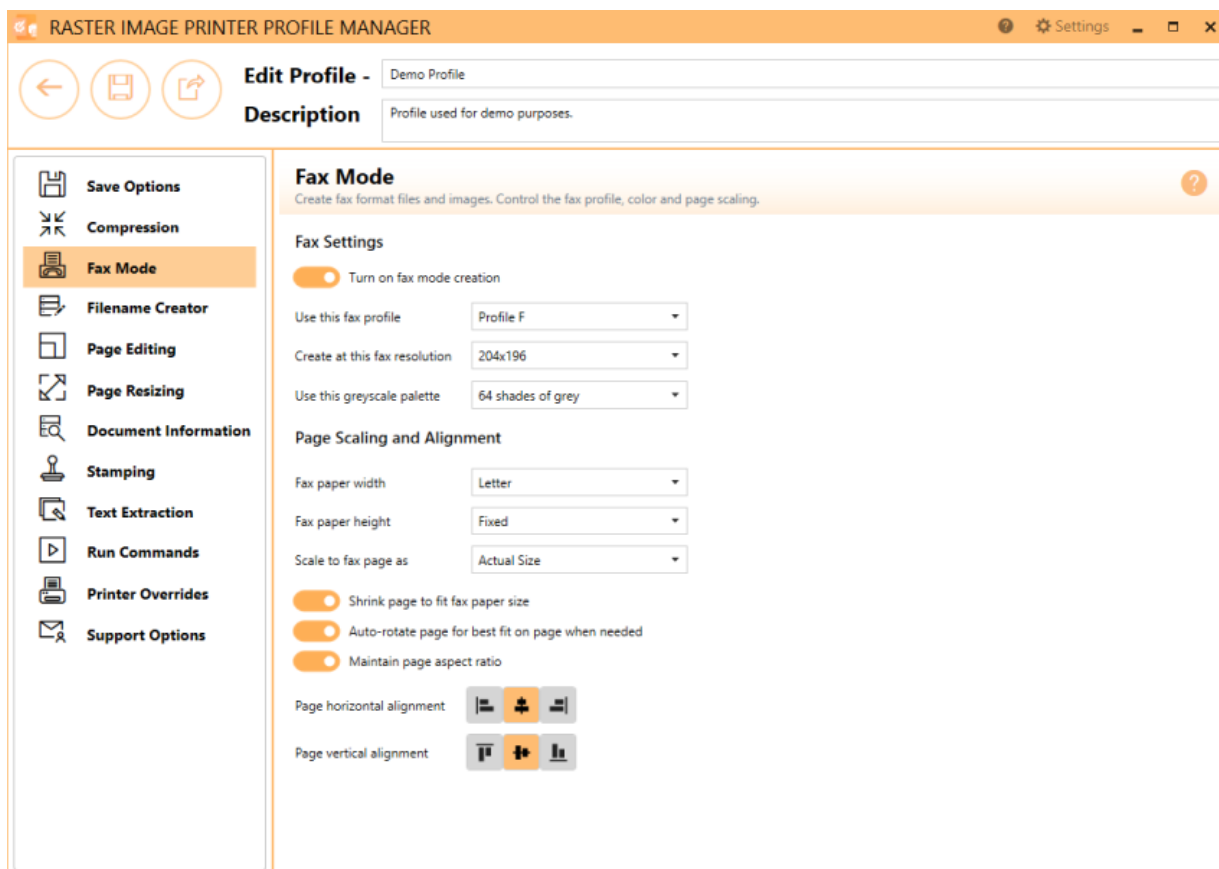 RASTER IMAGE PRINTER PROFILE MANAGER
Settings
Edit Profile - Demo Profile
Description Profile used for demo purposes.
Save Options
Compression
Fax Mode
Filename Creator
Page Editing
Page Resizing
Document Information
Stamping
Text Extraction
Run Commands
Printer Overrides
Support Options
Fax Mode
?
Create fax format files and images. Control the fax profile, color and page scaling.
Fax Settings
Turn on fax mode creation
Use this fax profile Profile F
Create at this fax resolution 204x196
Use this greyscale palette 64 shades of grey
Page Scaling and Alignment
Fax paper width Letter
Fax paper height Fixed
Scale to fax page as Actual Size
Shrink page to fit fax paper size
Auto-rotate page for best fit on page when needed
Maintain page aspect ratio
Page horizontal alignment
Page vertical alignment